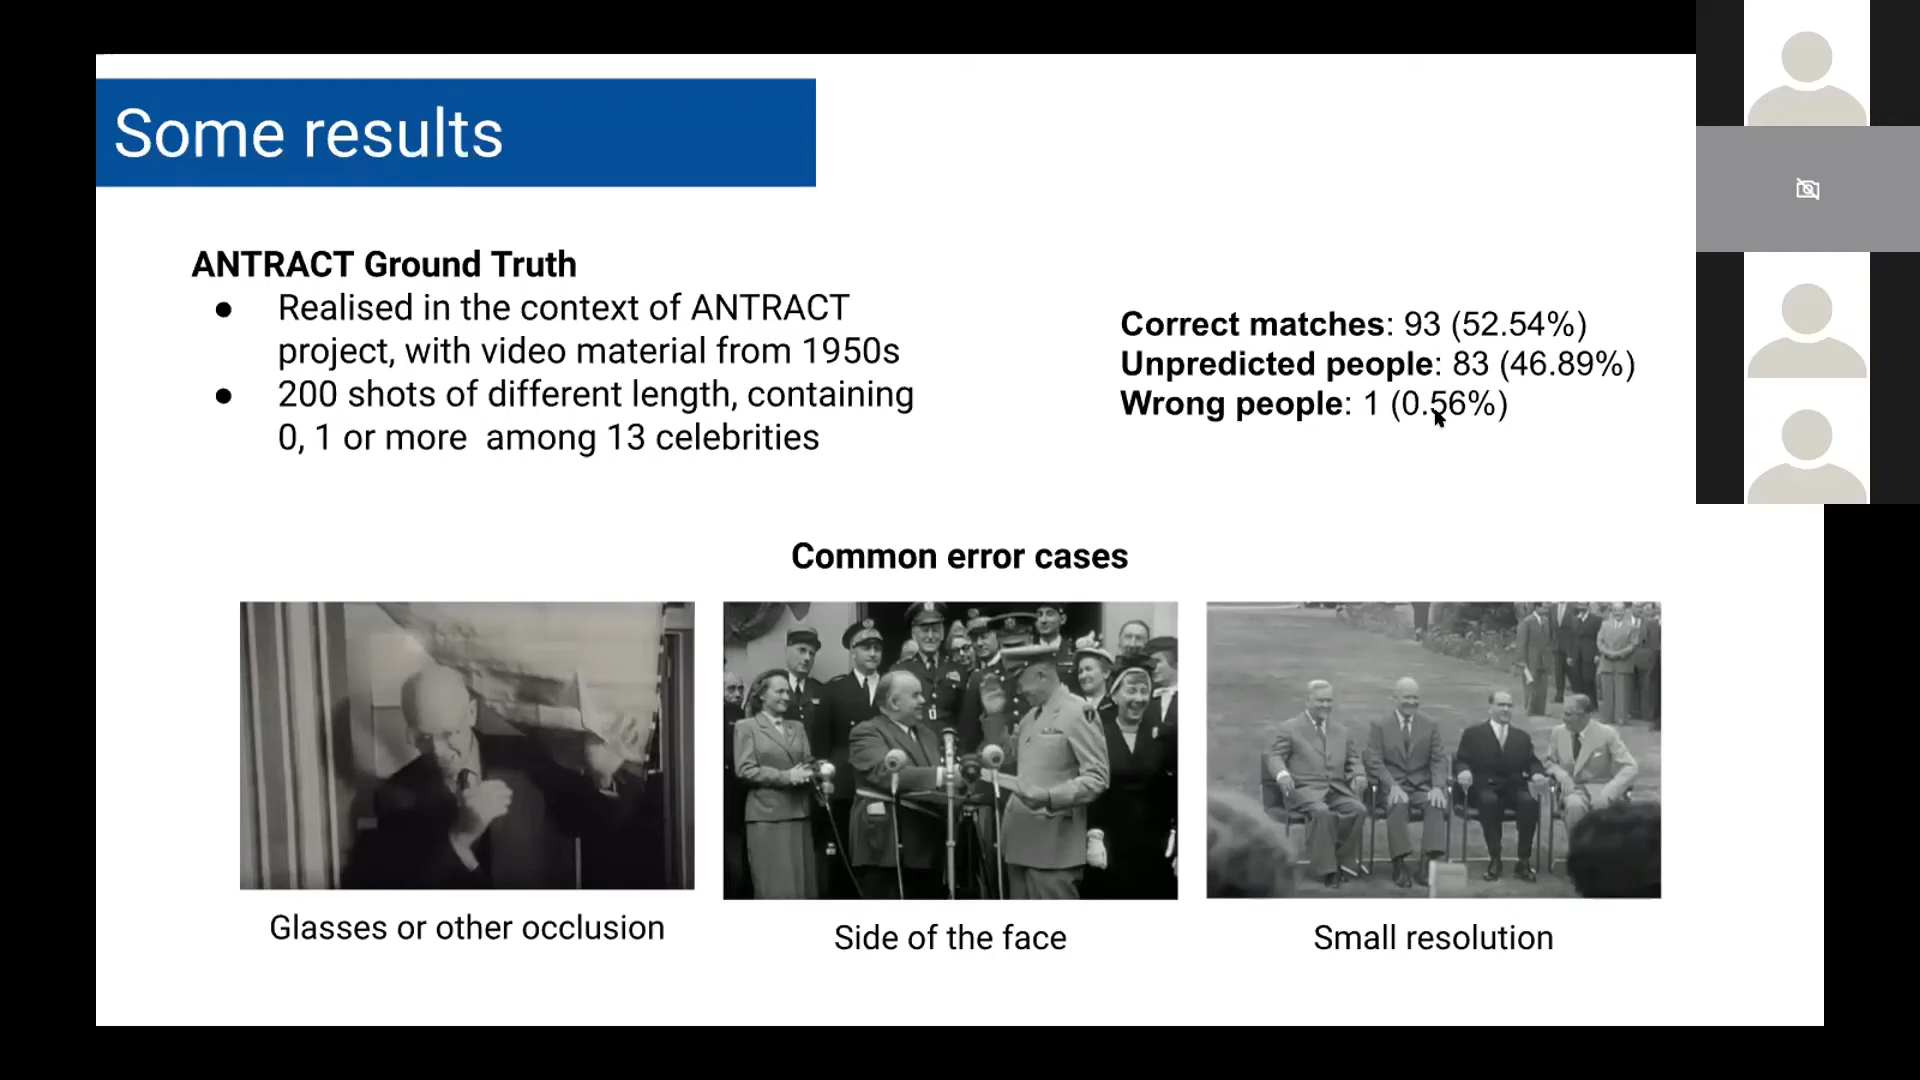 Some results
ANTRACT Ground Truth
● Realised in the context of ANTRACT
project, with video material from 1950s
● 200 shots of different length, containing
0, 1 or more among 13 celebrities
Correct matches: 93 (52.54%)
Unpredicted people: 83 (46.89%)
Wrong people: 1 (0.56%)
Common error cases
Glasses or other occlusion
Side of the face
Small resolution